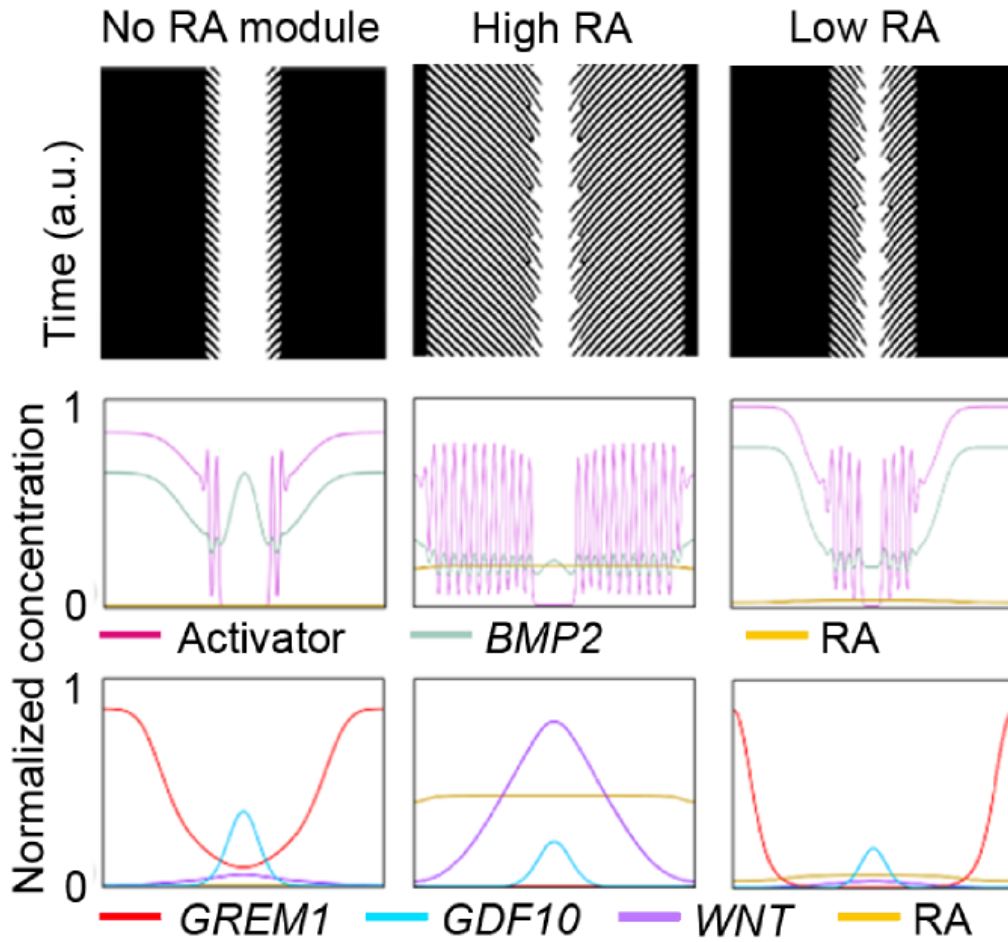 No RA module High RA Low RA
Time (a.u.)
Normalized concentration
1
0
Activator BMP2 RA
1
0
GREM1 GDF10 WNT RA